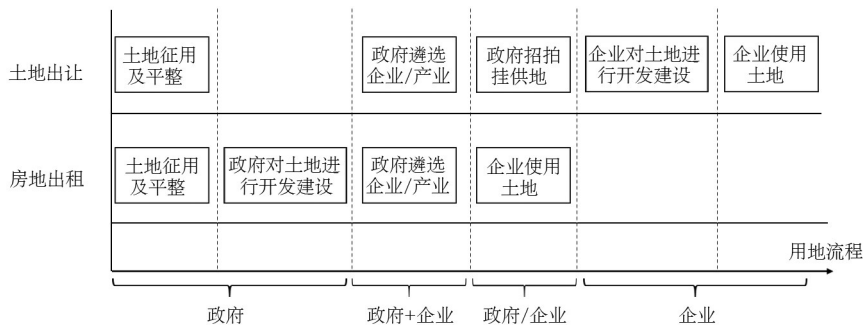 土地出让
土地征用
及平整
政府遴选
企业/产业
政府招拍
挂供地
企业对土地进
行开发建设
企业使用
土地
房地出租
土地征用
及平整
政府对土地进
行开发建设
政府遴选
企业/产业
企业使用
土地
用地流程
政府
政府+企业
政府/企业
企业